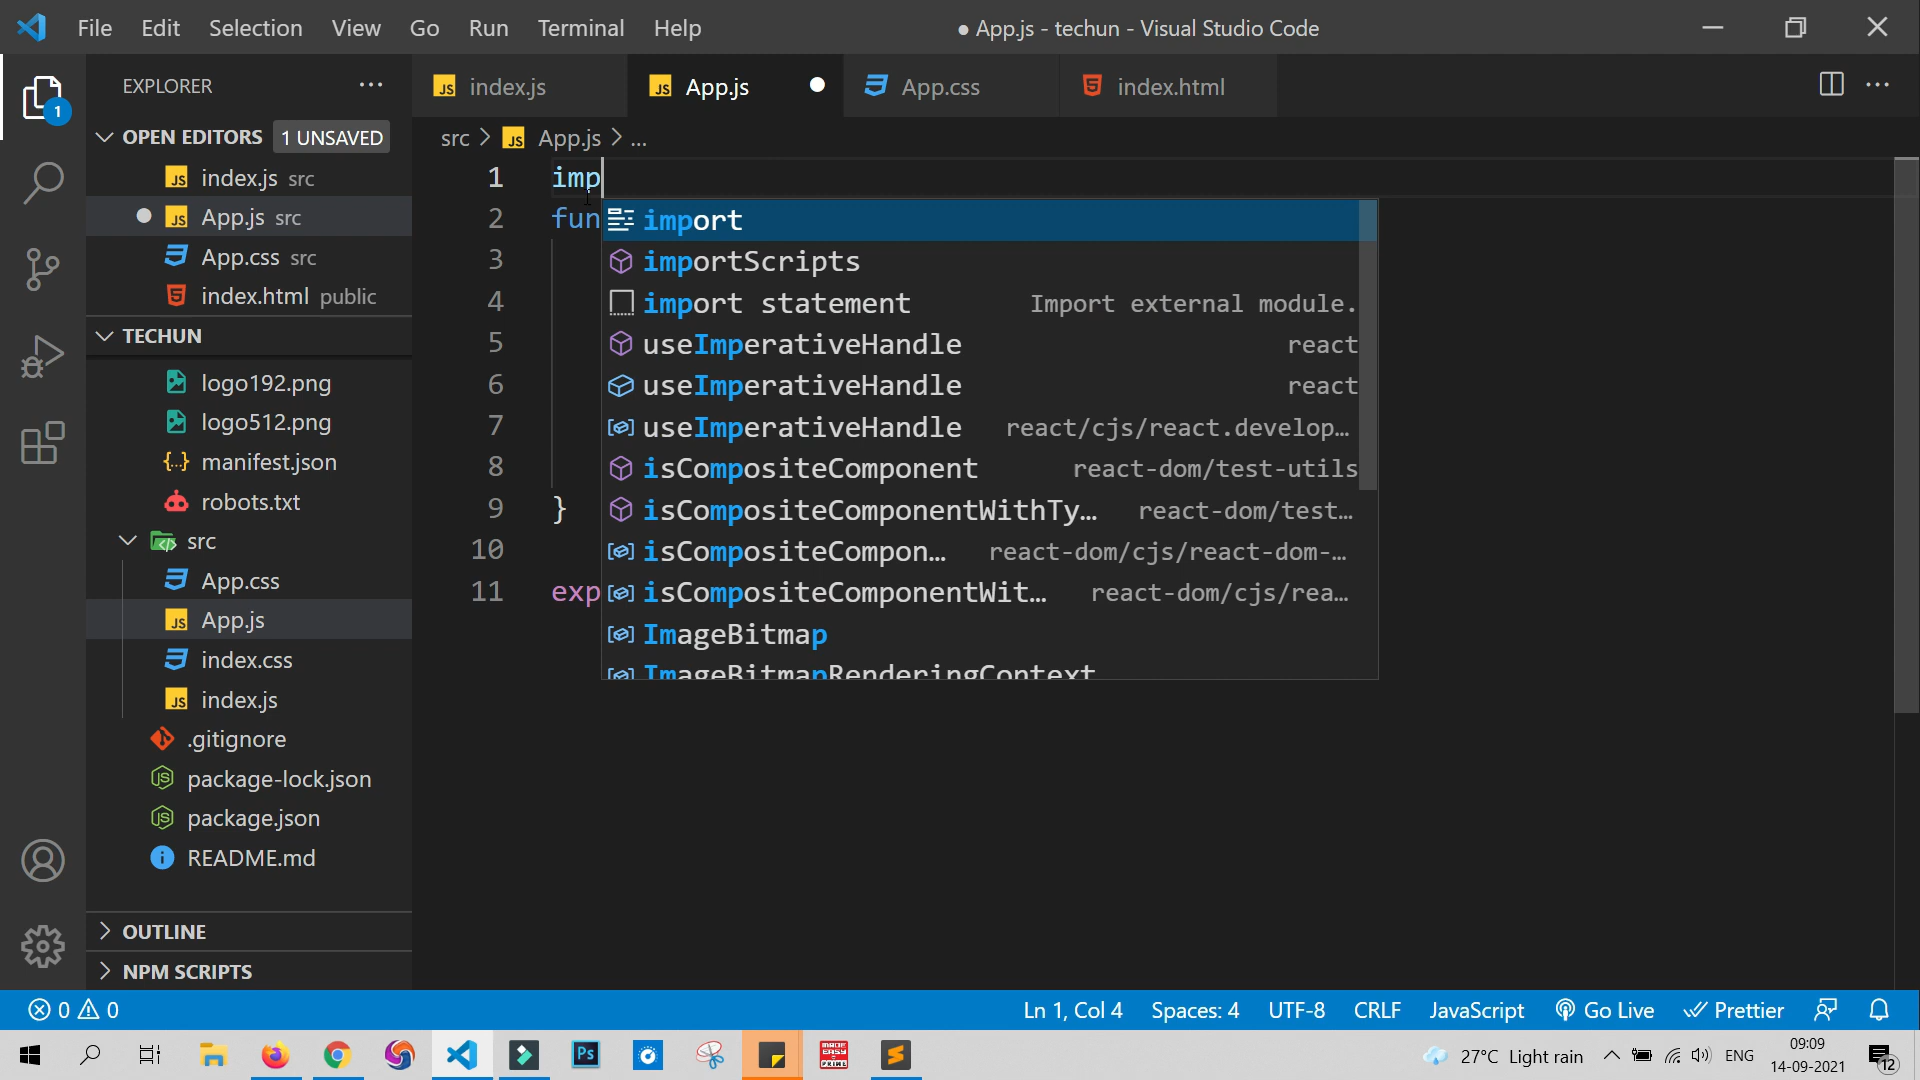 File Edit Selection View Go Run Terminal Help
● App.js - techun - Visual Studio Code
EXPLORER
index.js
App.js
App.css
index.html
1
OPEN EDITORS 1 UNSAVED
index.js src
App.js src
App.css src
index.html public
TECHUN
logo192.png
logo512.png
manifest.json
robots.txt
src
App.css
App.js
index.css
index.js
.gitignore
package-lock.json
package.json
README.md
OUTLINE
NPM SCRIPTS
src > JS App.js > ...
1 imp
2 fun
3
4
5
6
7
8
9 }
10
11 exp
import
importScripts
import statement Import external module.
useImperativeHandle react
useImperativeHandle react
useImperativeHandle react/cjs/react.develop…
isCompositeComponent react-dom/test-utils
isCompositeComponentWithTy… react-dom/test…
isCompositeCompon… react-dom/cjs/react-dom-…
isCompositeComponentWit… react-dom/cjs/rea…
ImageBitmap
ImageBitmapRenderingContext
0 0
Ln 1, Col 4 Spaces: 4 UTF-8 CRLF JavaScript Go Live Prettier
Ps
MADE EASY PRIME
27°C Light rain
ENG
09:09
14-09-2021
12